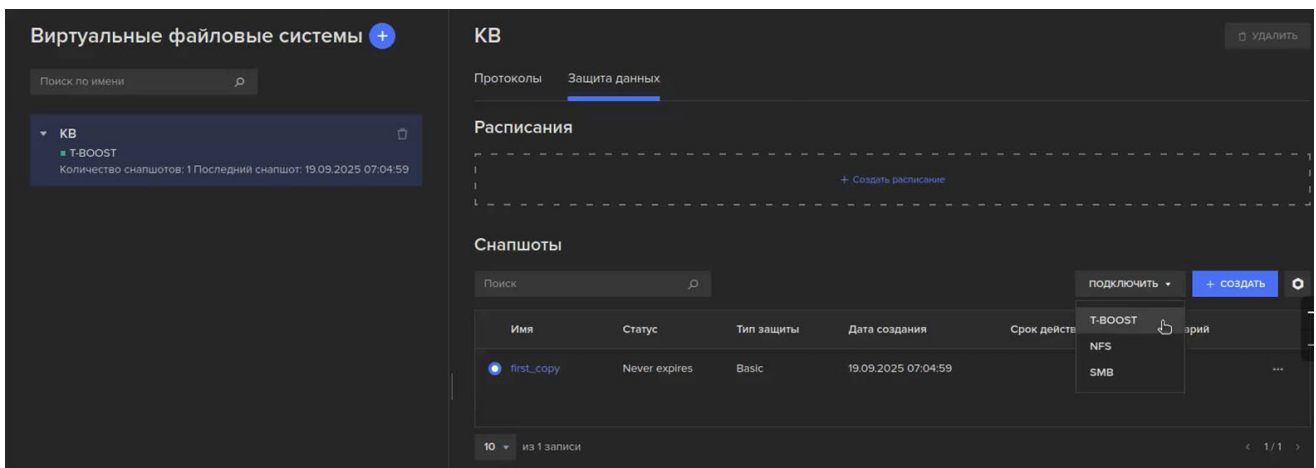 Виртуальные файловые системы +
Поиск по имени
КВ
T-BOOST
Количество снапшотов: 1 Последний снапшот: 19.09.2025 07:04:59
КВ
УДАЛИТЬ
Протоколы Защита данных
Расписания
+ Создать расписание
Снапшоты
Поиск
ПОДКЛЮЧИТЬ + СОЗДАТЬ
T-BOOST
NFS
SMB
Имя Статус Тип защиты Дата создания Срок действ арий
first_copy Never expires Basic 19.09.2025 07:04:59 ...
10 из 1 записи
< 1/1 >